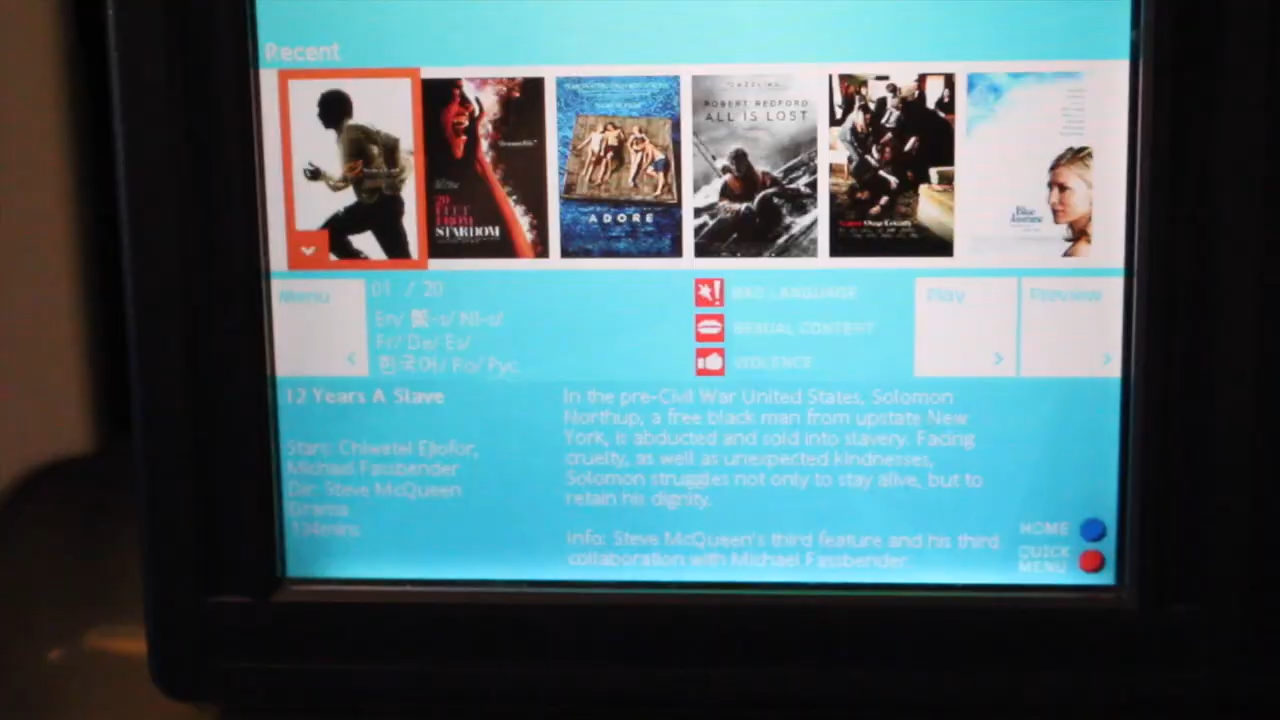 Recent
20
FEET
FROM
STARDOM
ADORE
DAZZLING
ROBERT REDFORD
ALL IS LOST
August: Osage County
Blue
Jasmine
Menu
01 / 20
En/ 繁-s/ Nl-s/
Fr/ De/ Es/
한국어/ Ro/ Рус
BAD LANGUAGE
SEXUAL CONTENT
VIOLENCE
Play
Preview
12 Years A Slave
Stars: Chiwetel Ejiofor,
Michael Fassbender
Dir: Steve McQueen
Drama
134mins
In the pre-Civil War United States, Solomon
Northup, a free black man from upstate New
York, is abducted and sold into slavery. Facing
cruelty, as well as unexpected kindnesses,
Solomon struggles not only to stay alive, but to
retain his dignity.
Info: Steve McQueen's third feature and his third
collaboration with Michael Fassbender.
HOME
QUICK
MENU